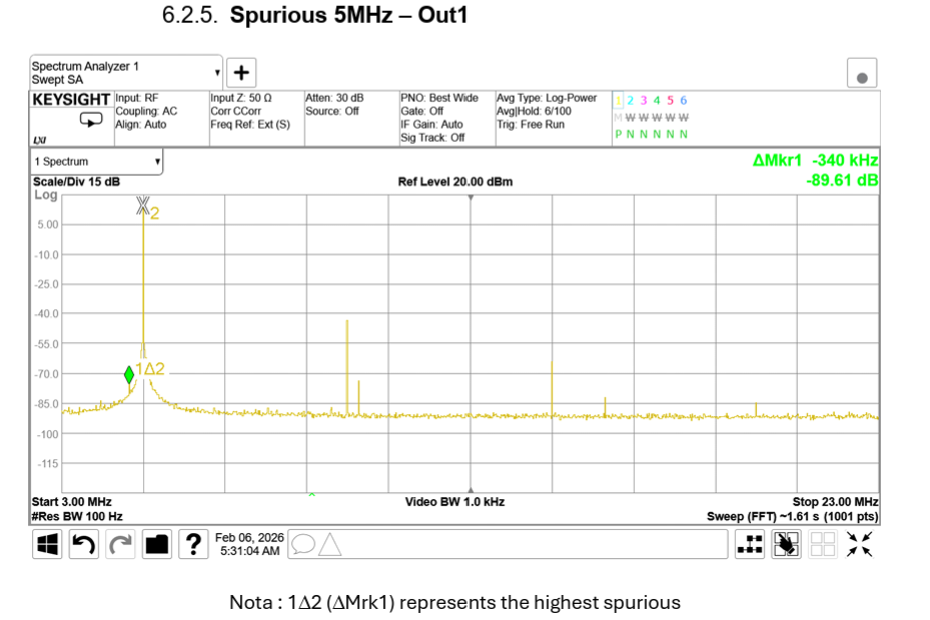 6.2.5. Spurious 5MHz – Out1
Spectrum Analyzer 1
Swept SA
+
KEYSIGHT
LXI
Input: RF
Coupling: AC
Align: Auto
Input Z: 50 Ω
Corr CCorr
Freq Ref: Ext (S)
Atten: 30 dB
Source: Off
PNO: Best Wide
Gate: Off
IF Gain: Auto
Sig Track: Off
Avg Type: Log-Power
Avg|Hold: 6/100
Trig: Free Run
1 2 3 4 5 6
M W W W W W
P N N N N N
1 Spectrum
ΔMkr1 -340 kHz
-89.61 dB
Scale/Div 15 dB
Ref Level 20.00 dBm
Log
2
5.00
-10.0
-25.0
-40.0
-55.0
1Δ2
-70.0
-85.0
-100
-115
Start 3.00 MHz
Video BW 1.0 kHz
Stop 23.00 MHz
#Res BW 100 Hz
Sweep (FFT) ~1.61 s (1001 pts)
?
Feb 06, 2026
5:31:04 AM
Nota : 1Δ2 (ΔMrk1) represents the highest spurious